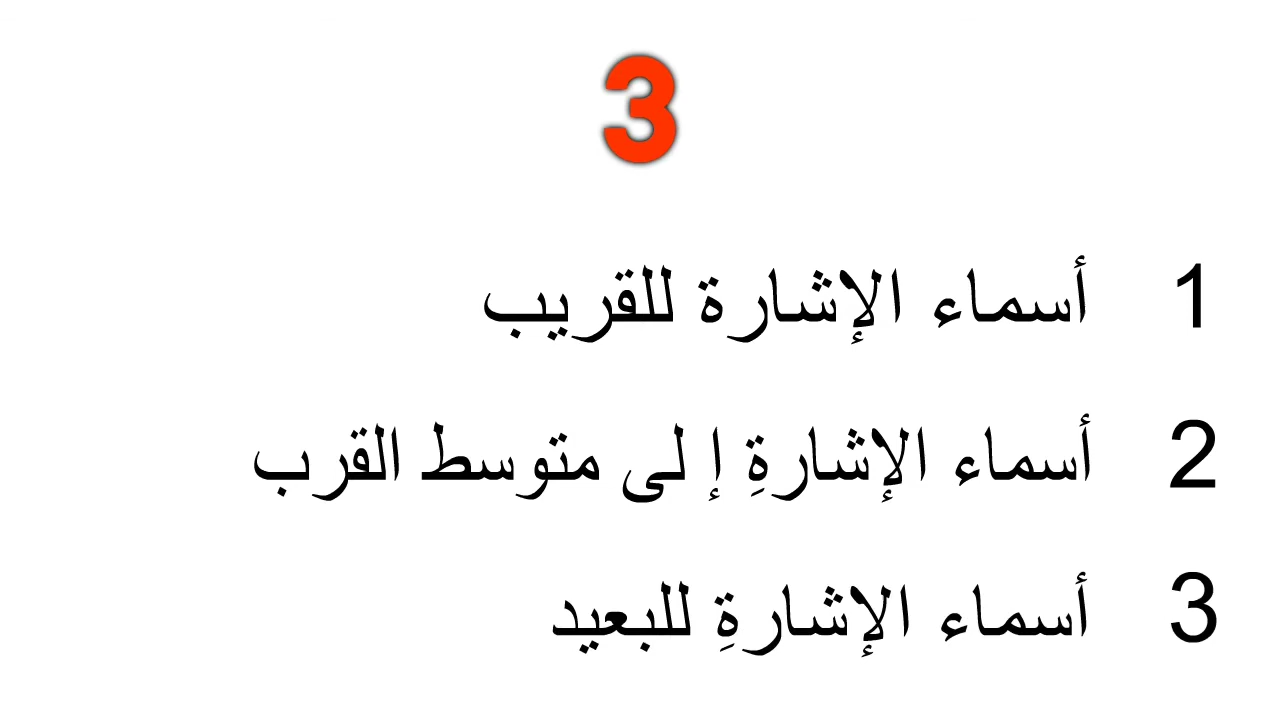 3
1 أسماء الإشارة للقريب
2 أسماء الإشارةِ إ لى متوسط القرب
3 أسماء الإشارةِ للبعيد